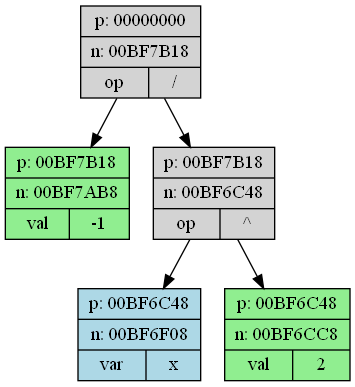 p: 00000000
n: 00BF7B18
op /
p: 00BF7B18
n: 00BF7AB8
val -1
p: 00BF7B18
n: 00BF6C48
op ^
p: 00BF6C48
n: 00BF6F08
var x
p: 00BF6C48
n: 00BF6CC8
val 2